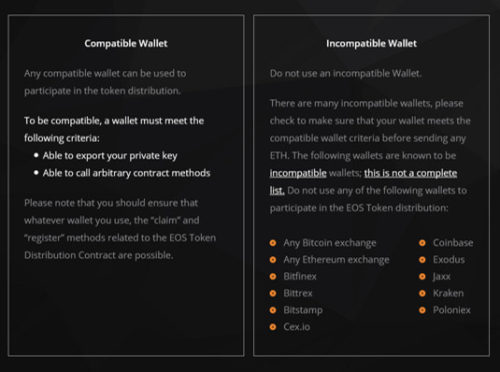 Compatible Wallet
Any compatible wallet can be used to
participate in the token distribution.
To be compatible, a wallet must meet the
following criteria:
Able to export your private key
Able to call arbitrary contract methods
Please note that you should ensure that
whatever wallet you use, the “claim” and
“register” methods related to the EOS Token
Distribution Contract are possible.
Incompatible Wallet
Do not use an incompatible Wallet.
There are many incompatible wallets, please
check to make sure that your wallet meets the
compatible wallet criteria before sending any
ETH. The following wallets are known to be
incompatible wallets; this is not a complete
list. Do not use any of the following wallets to
participate in the EOS Token distribution:
Any Bitcoin exchange
Any Ethereum exchange
Bitfinex
Bittrex
Bitstamp
Cex.io
Coinbase
Exodus
Jaxx
Kraken
Poloniex